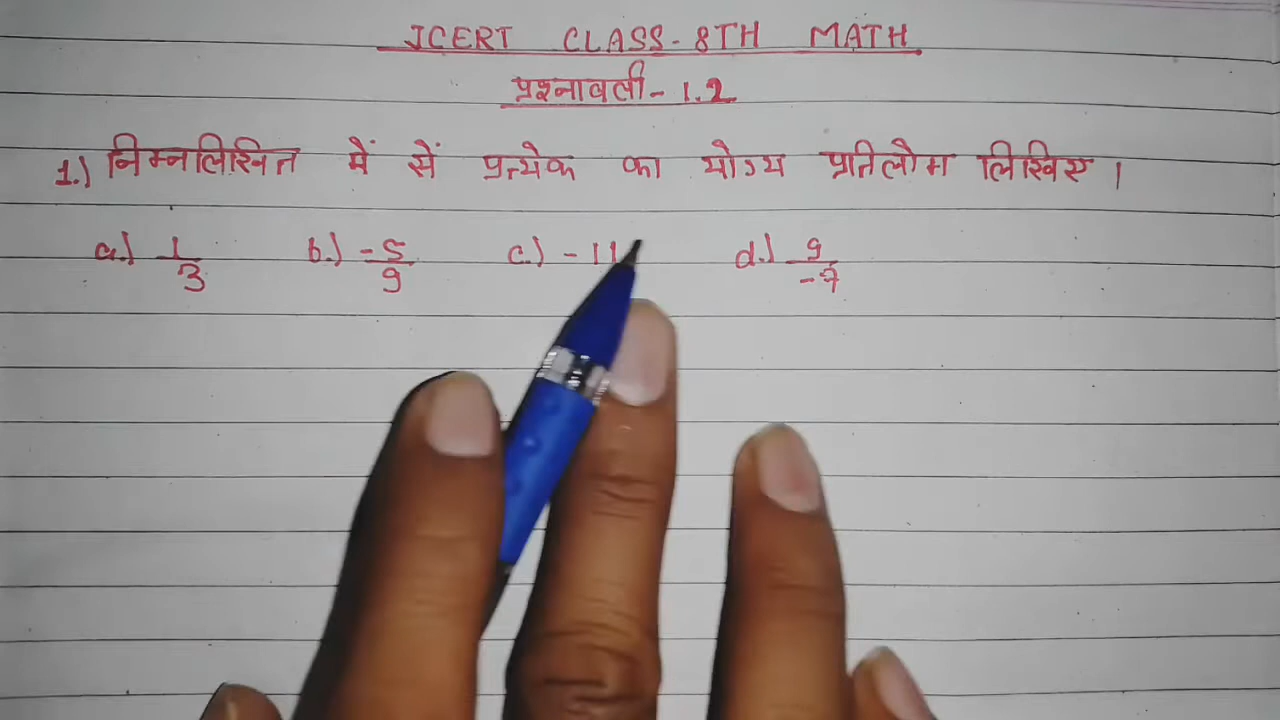 JCERT CLASS-8TH MATH
प्रश्नावली-1.2
1.) निम्नलिखित में सें प्रत्येक का योज्य प्रतिलोम लिखिए।
a.) 1/3 b.) -5/9 c.) -11 d.) 9/-7